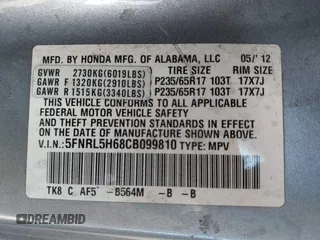 MFD. BY HONDA MFG. OF ALABAMA, LLC 05/'12
GVWR 2730KG(6019LBS) TIRE SIZE RIM SIZE
GAWR F 1320KG(2910LBS) P235/65R17 103T 17X7J
GAWR R 1515KG(3340LBS) P235/65R17 103T 17X7J
THIS VEHICLE CONFORMS TO ALL APPLICABLE
FEDERAL MOTOR VEHICLE SAFETY AND
THEFT PREVENTION STANDARDS IN EFFECT ON THE
DATE OF MANUFACTURE SHOWN ABOVE.
V.I.N.: 5FNRL5H68CB099810 TYPE: MPV
TK8 C AF5 -B564M -B -B
DREAMBID